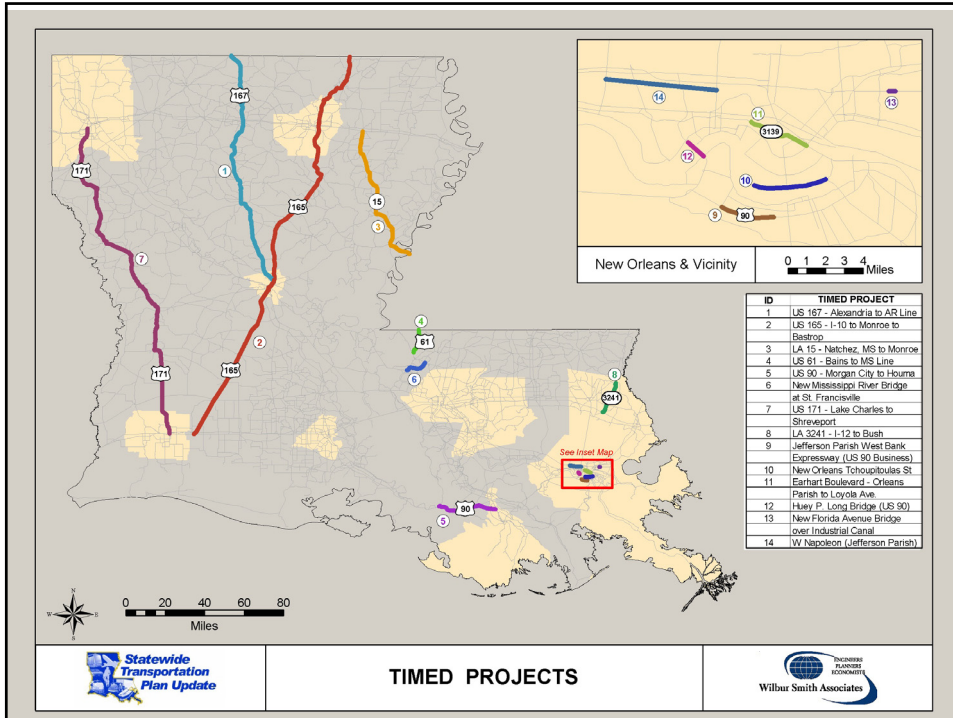 167
1
171
165
15
3
7
2
165
171
4
61
6
8
3241
See Inset Map
5
90
14
13
11
3139
12
10
9
90
New Orleans & Vicinity
0 1 2 3 4
Miles
ID TIMED PROJECT
1 US 167 - Alexandria to AR Line
2 US 165 - I-10 to Monroe to
Bastrop
3 LA 15 - Natchez, MS to Monroe
4 US 61 - Bains to MS Line
5 US 90 - Morgan City to Houma
6 New Mississippi River Bridge
at St. Francisville
7 US 171 - Lake Charles to
Shreveport
8 LA 3241 - I-12 to Bush
9 Jefferson Parish West Bank
Expressway (US 90 Business)
10 New Orleans Tchoupitoulas St
11 Earhart Boulevard - Orleans
Parish to Loyola Ave.
12 Huey P. Long Bridge (US 90)
13 New Florida Avenue Bridge
over Industrial Canal
14 W Napoleon (Jefferson Parish)
N
W E
S
0 20 40 60 80
Miles
Statewide
Transportation
Plan Update
TIMED PROJECTS
ENGINEERS
PLANNERS
ECONOMISTS
Wilbur Smith Associates